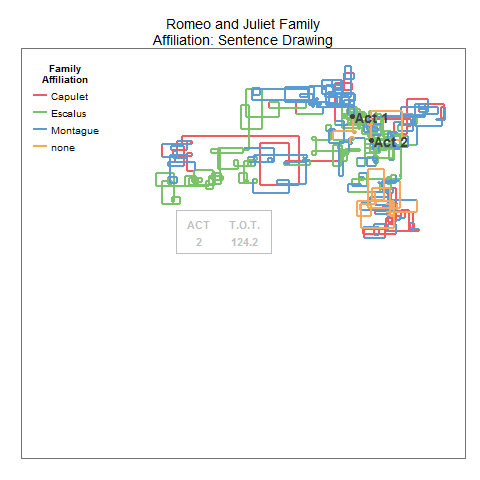 Romeo and Juliet Family
Affiliation: Sentence Drawing
Family
Affiliation
Capulet
Escalus
Montague
none
Act 1
Act 2
ACT T.O.T.
2 124.2